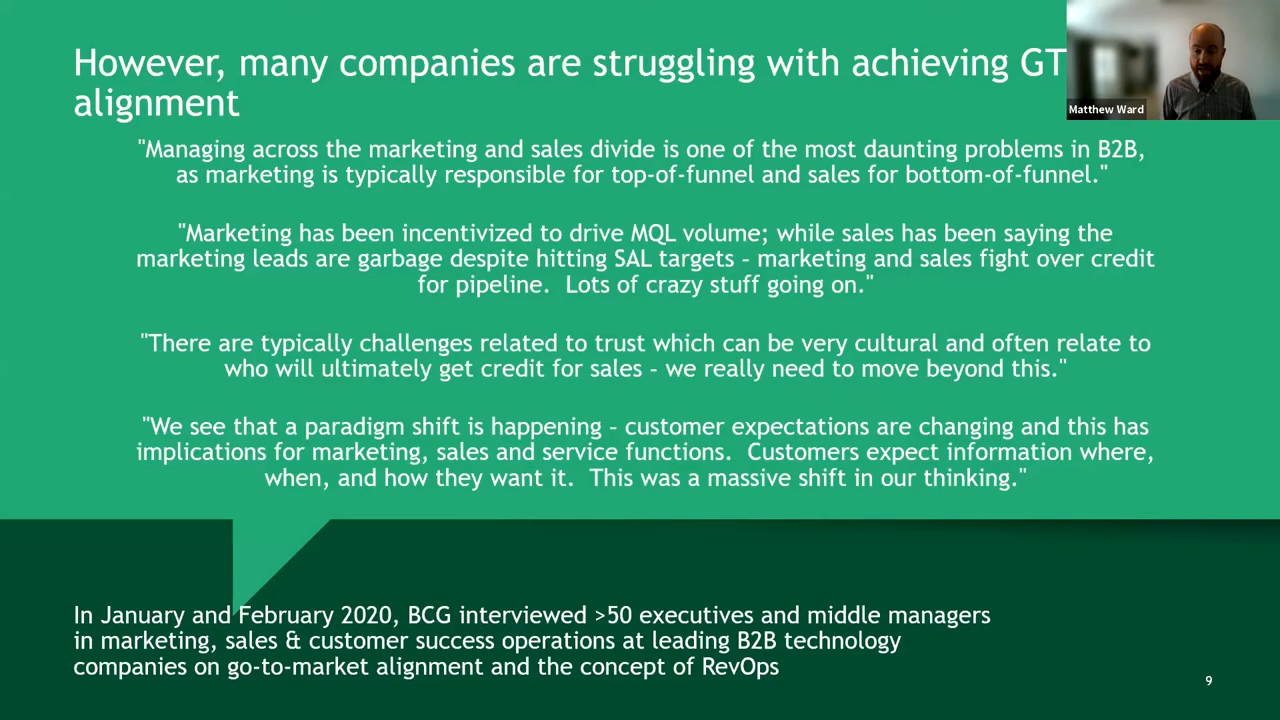 However, many companies are struggling with achieving GT
alignment
Matthew Ward
"Managing across the marketing and sales divide is one of the most daunting problems in B2B,
as marketing is typically responsible for top-of-funnel and sales for bottom-of-funnel."
"Marketing has been incentivized to drive MQL volume; while sales has been saying the
marketing leads are garbage despite hitting SAL targets – marketing and sales fight over credit
for pipeline.  Lots of crazy stuff going on."
"There are typically challenges related to trust which can be very cultural and often relate to
who will ultimately get credit for sales – we really need to move beyond this."
"We see that a paradigm shift is happening – customer expectations are changing and this has
implications for marketing, sales and service functions.  Customers expect information where,
when, and how they want it.  This was a massive shift in our thinking."
In January and February 2020, BCG interviewed >50 executives and middle managers
in marketing, sales & customer success operations at leading B2B technology
companies on go-to-market alignment and the concept of RevOps
9